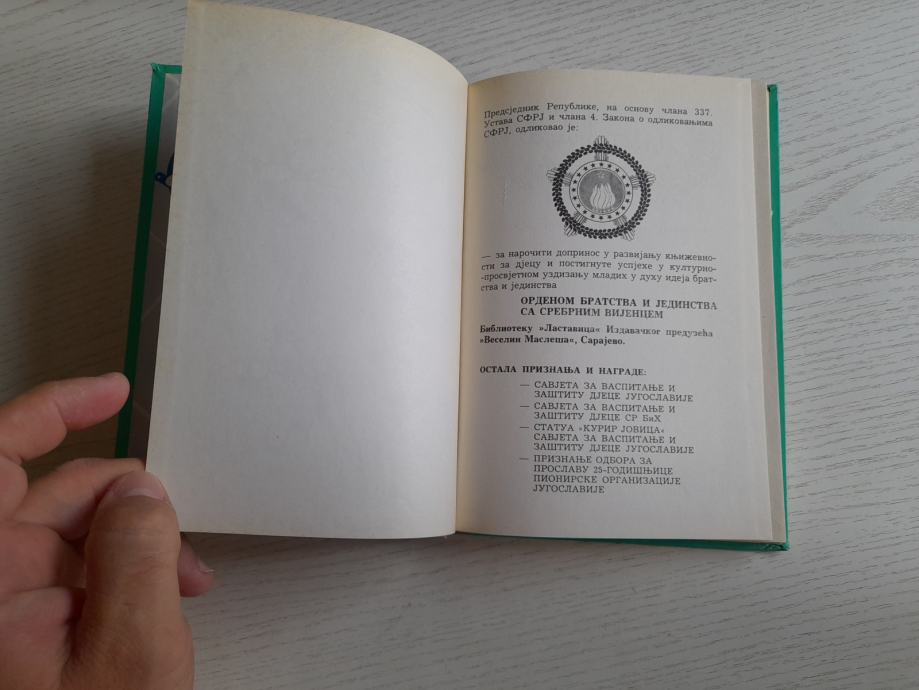 Предсједник Републике, на основу члана 337.
Устава СФРЈ и члана 4. Закона о одликовањима
СФРЈ, одликовао је:
— за нарочити допринос у развијању књижевно-
сти за дјецу и постигнуте успјехе у културно-
-просвјетном уздизању младих у духу идеја брат-
ства и јединства
ОРДЕНОМ БРАТСТВА И ЈЕДИНСТВА
СА СРЕБРНИМ ВИЈЕНЦЕМ
Библиотеку »Ластавица« Издавачког предузећа
»Веселин Маслеша«, Сарајево.
ОСТАЛА ПРИЗНАЊА И НАГРАДЕ:
— САВЈЕТА ЗА ВАСПИТАЊЕ И
ЗАШТИТУ ДЈЕЦЕ ЈУГОСЛАВИЈЕ
— САВЈЕТА ЗА ВАСПИТАЊЕ И
ЗАШТИТУ ДЈЕЦЕ СР БиХ
— СТАТУА »КУРИР ЈОВИЦА«
САВЈЕТА ЗА ВАСПИТАЊЕ И
ЗАШТИТУ ДЈЕЦЕ ЈУГОСЛАВИЈЕ
— ПРИЗНАЊЕ ОДБОРА ЗА
ПРОСЛАВУ 25-ГОДИШЊИЦЕ
ПИОНИРСКЕ ОРГАНИЗАЦИЈЕ
ЈУГОСЛАВИЈЕ